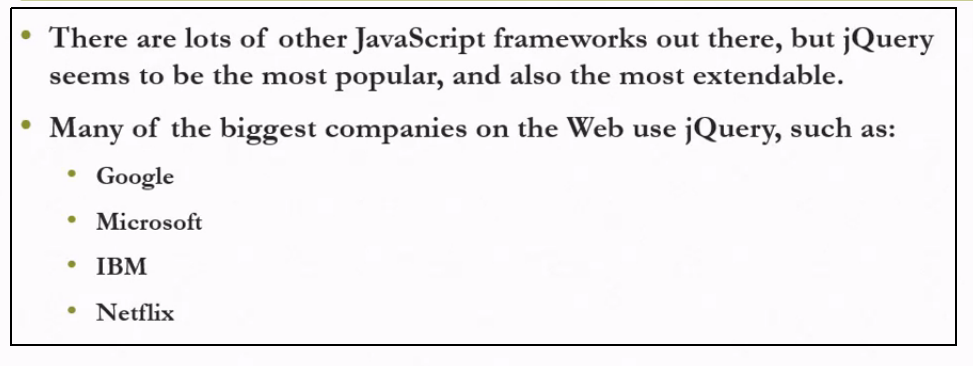 • There are lots of other JavaScript frameworks out there, but jQuery
seems to be the most popular, and also the most extendable.
• Many of the biggest companies on the Web use jQuery, such as:
• Google
• Microsoft
• IBM
• Netflix